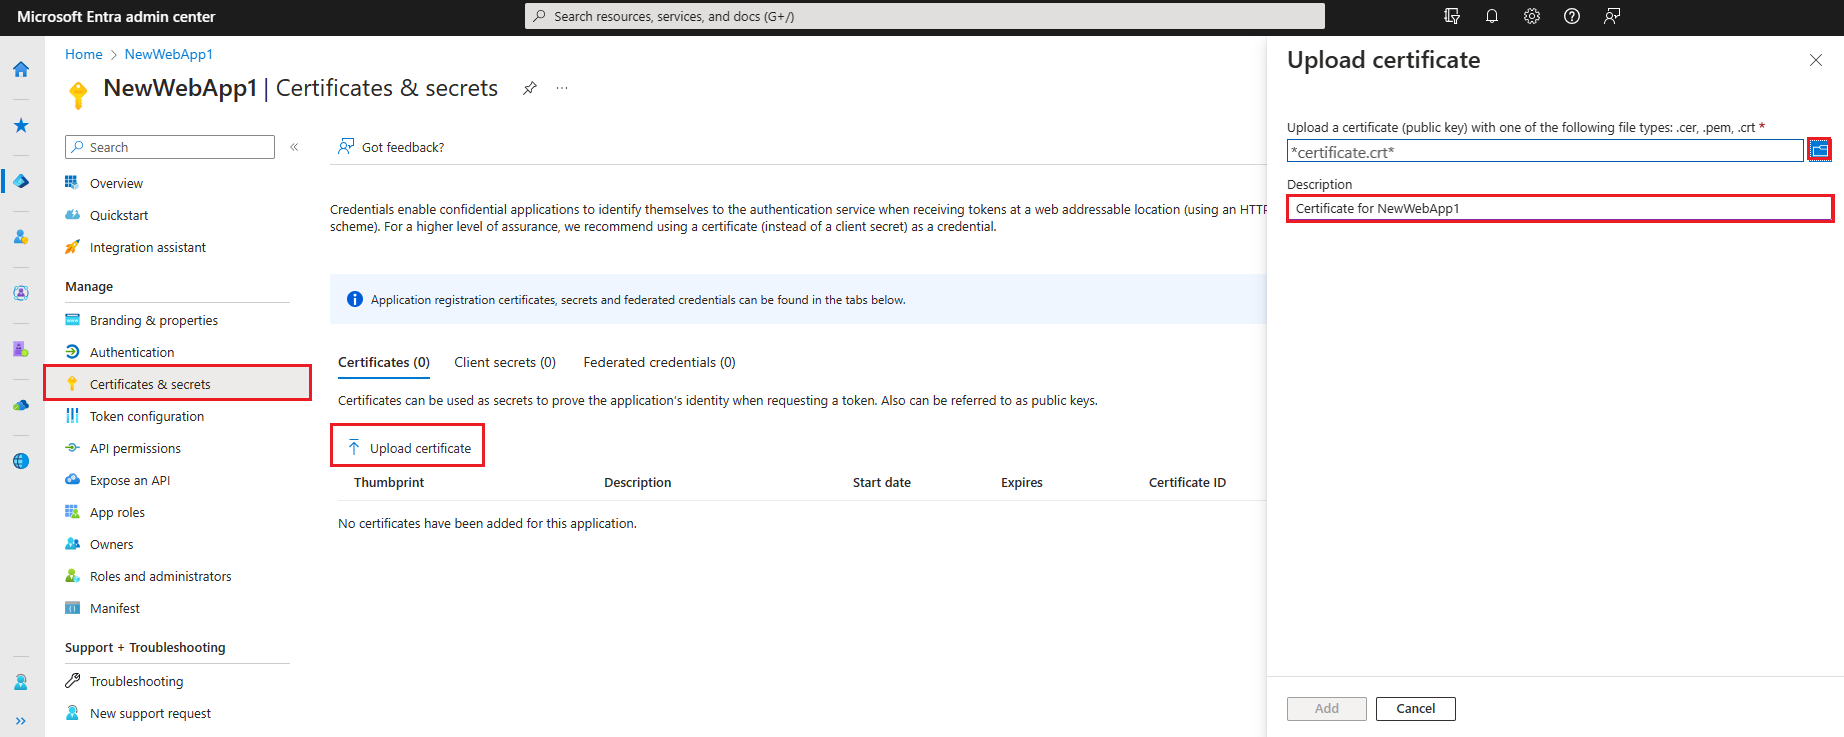 Microsoft Entra admin center
Search resources, services, and docs (G+/)
Home > NewWebApp1
NewWebApp1 | Certificates & secrets
...
Search
«
Overview
Quickstart
Integration assistant
Manage
Branding & properties
Authentication
Certificates & secrets
Token configuration
API permissions
Expose an API
App roles
Owners
Roles and administrators
Manifest
Support + Troubleshooting
Troubleshooting
New support request
»
Got feedback?
Credentials enable confidential applications to identify themselves to the authentication service when receiving tokens at a web addressable location (using an HTTP
scheme). For a higher level of assurance, we recommend using a certificate (instead of a client secret) as a credential.
Application registration certificates, secrets and federated credentials can be found in the tabs below.
Certificates (0) Client secrets (0) Federated credentials (0)
Certificates can be used as secrets to prove the application's identity when requesting a token. Also can be referred to as public keys.
Upload certificate
Thumbprint Description Start date Expires Certificate ID
No certificates have been added for this application.
Upload certificate
Upload a certificate (public key) with one of the following file types: .cer, .pem, .crt *
*certificate.crt*
Description
Certificate for NewWebApp1
Add Cancel